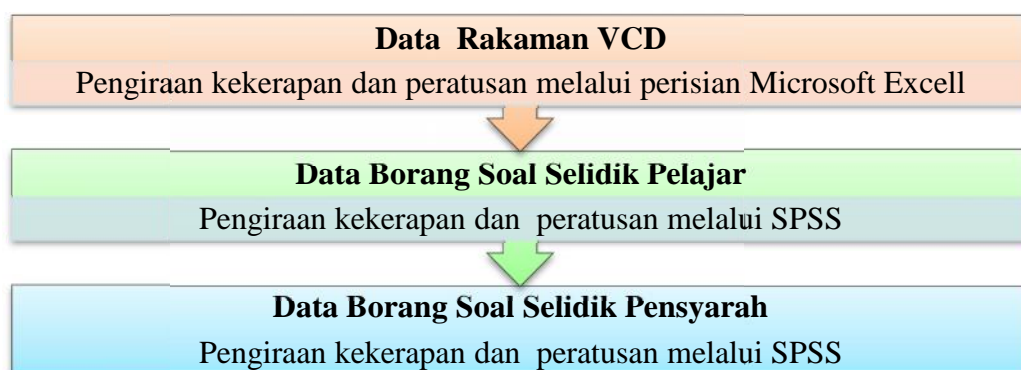 Data Rakaman VCD
Pengiraan kekerapan dan peratusan melalui perisian Microsoft Excell
Data Borang Soal Selidik Pelajar
Pengiraan kekerapan dan peratusan melalui SPSS
Data Borang Soal Selidik Pensyarah
Pengiraan kekerapan dan peratusan melalui SPSS